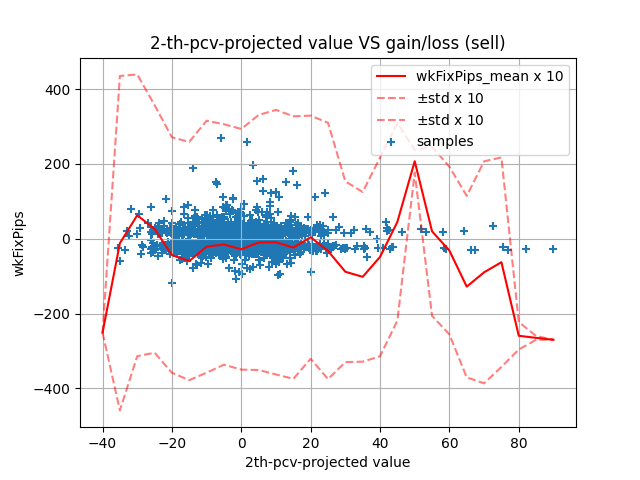 2-th-pcv-projected value VS gain/loss (sell)
wkFixPips_mean x 10
±std x 10
±std x 10
samples
400
200
0
−200
−400
wkFixPips
−40
−20
0
20
40
60
80
2th-pcv-projected value